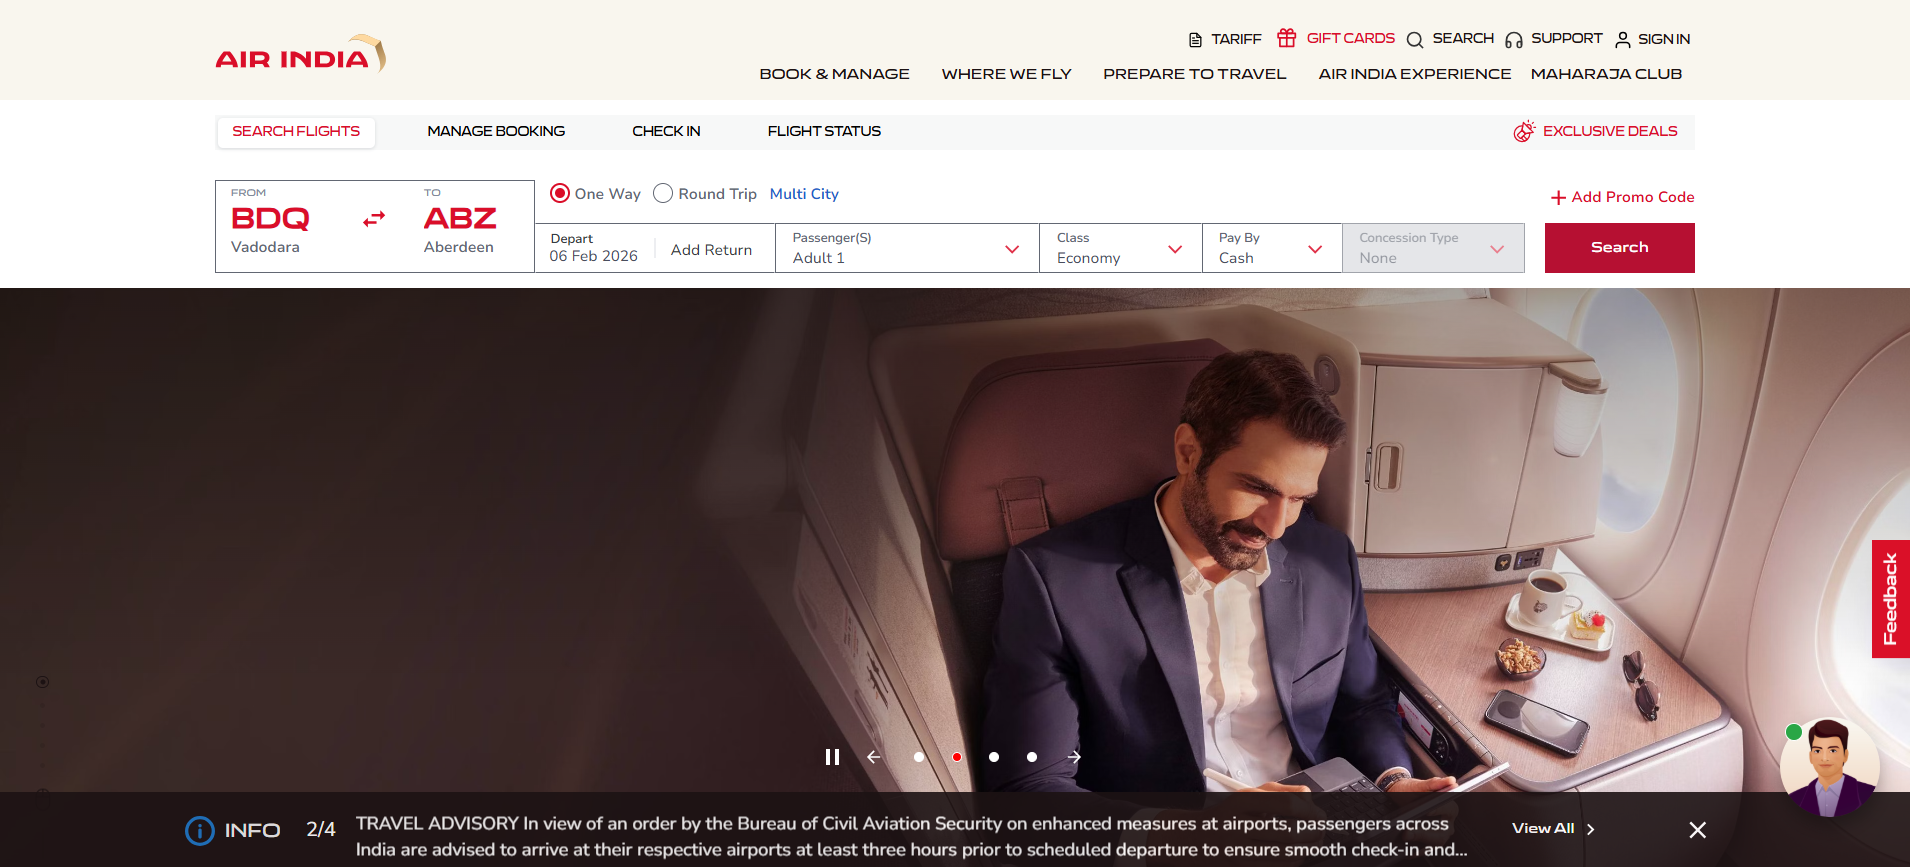 AIR INDIA
TARIFF GIFT CARDS SEARCH SUPPORT SIGN IN
BOOK & MANAGE WHERE WE FLY PREPARE TO TRAVEL AIR INDIA EXPERIENCE MAHARAJA CLUB
SEARCH FLIGHTS MANAGE BOOKING CHECK IN FLIGHT STATUS EXCLUSIVE DEALS
FROM TO
BDQ ABZ
Vadodara Aberdeen
One Way Round Trip Multi City
Add Promo Code
Depart
06 Feb 2026
Add Return
Passenger(S)
Adult 1
Class
Economy
Pay By
Cash
Concession Type
None
Search
Feedback
INFO 2/4
TRAVEL ADVISORY In view of an order by the Bureau of Civil Aviation Security on enhanced measures at airports, passengers across
India are advised to arrive at their respective airports at least three hours prior to scheduled departure to ensure smooth check-in and...
View All